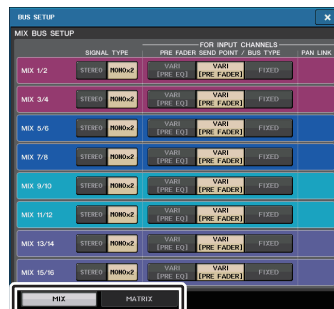 BUS SETUP
MIX BUS SETUP
FOR INPUT CHANNELS
SIGNAL TYPE PRE FADER SEND POINT / BUS TYPE PAN LINK
MIX 1/2 STEREO MONOx2 VARI [PRE EQ] VARI [PRE FADER] FIXED
MIX 3/4 STEREO MONOx2 VARI [PRE EQ] VARI [PRE FADER] FIXED
MIX 5/6 STEREO MONOx2 VARI [PRE EQ] VARI [PRE FADER] FIXED
MIX 7/8 STEREO MONOx2 VARI [PRE EQ] VARI [PRE FADER] FIXED
MIX 9/10 STEREO MONOx2 VARI [PRE EQ] VARI [PRE FADER] FIXED
MIX 11/12 STEREO MONOx2 VARI [PRE EQ] VARI [PRE FADER] FIXED
MIX 13/14 STEREO MONOx2 VARI [PRE EQ] VARI [PRE FADER] FIXED
MIX 15/16 STEREO MONOx2 VARI [PRE EQ] VARI [PRE FADER] FIXED
MIX MATRIX